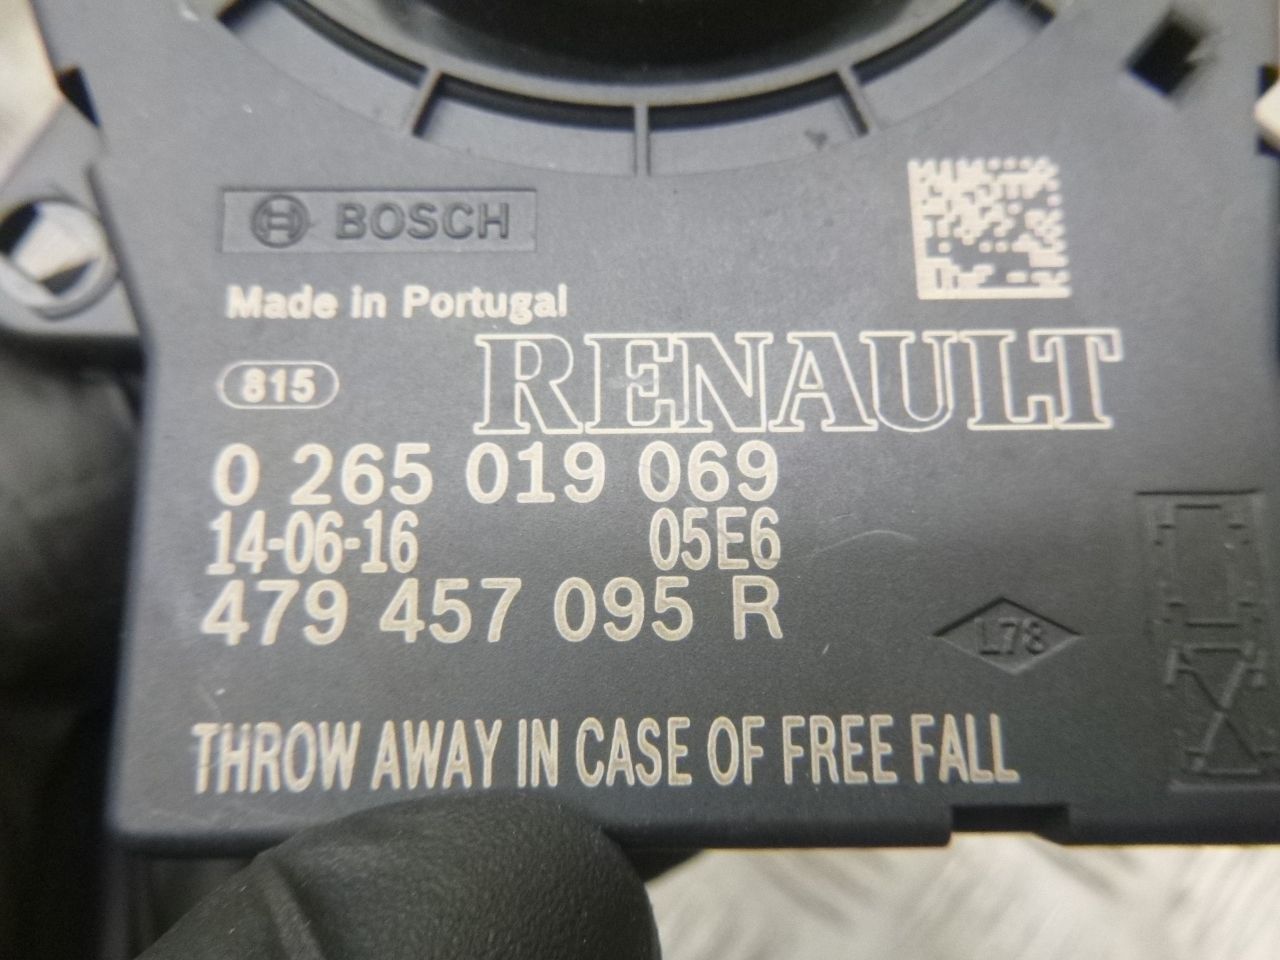 BOSCH
Made in Portugal
815
RENAULT
0 265 019 069
14-06-16 05E6
479 457 095 R
L78
THROW AWAY IN CASE OF FREE FALL